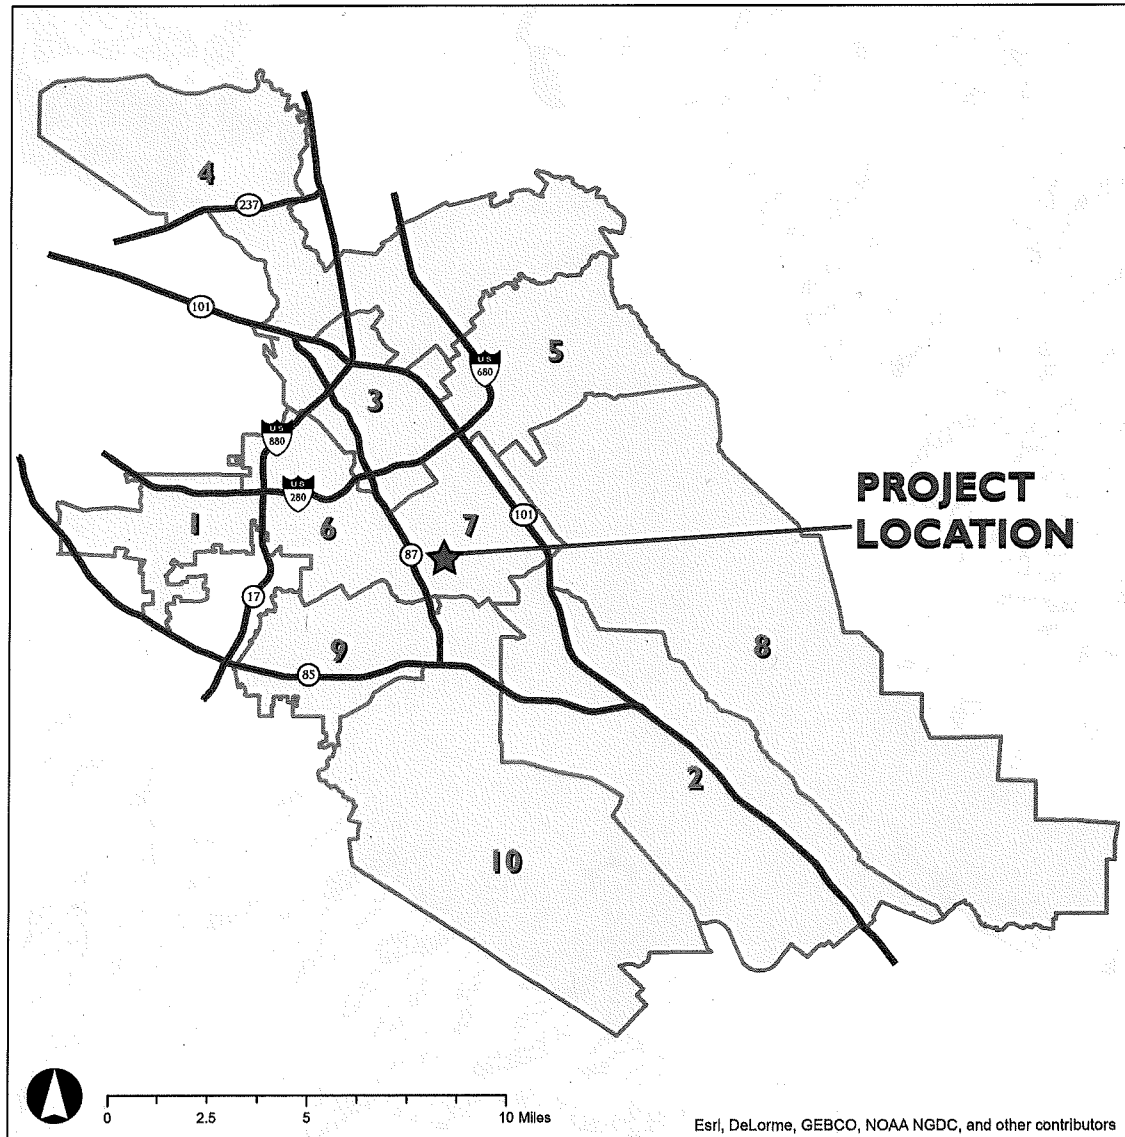 4
237
101
5
U S
680
3
U S
880
U S
280
PROJECT
LOCATION
1
6
7
101
87
17
9
85
8
2
10
0 2.5 5 10 Miles
Esri, DeLorme, GEBCO, NOAA NGDC, and other contributors